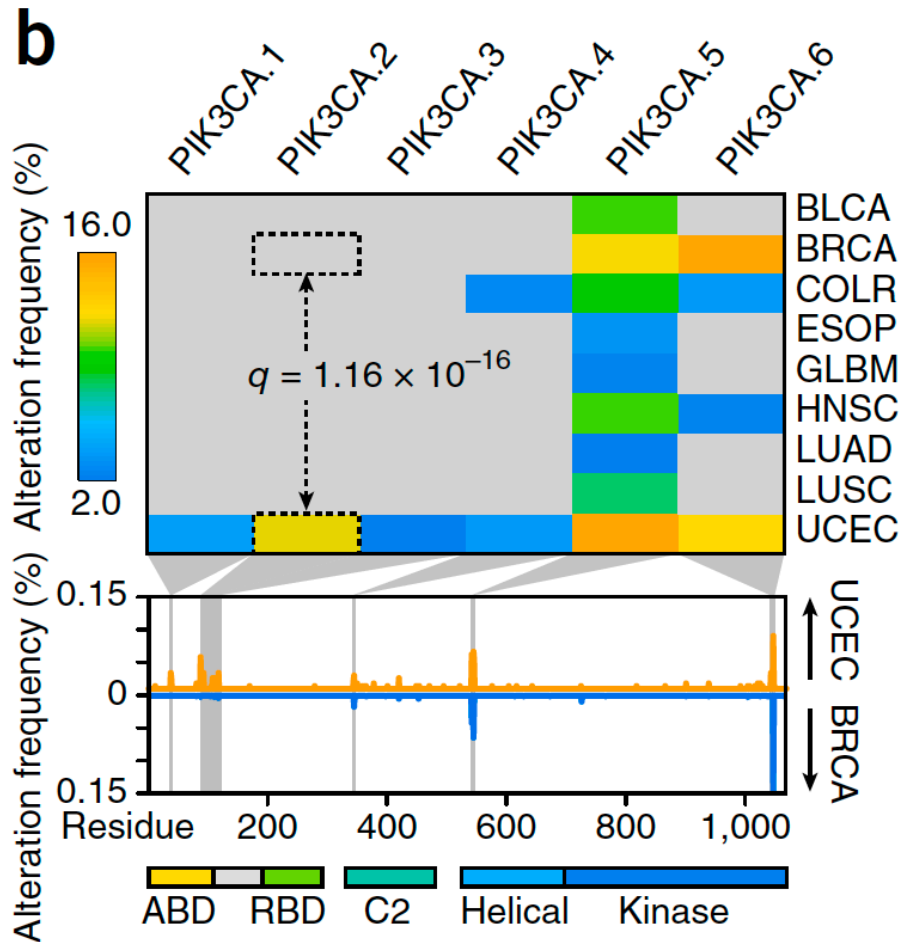 b
PIK3CA.1
PIK3CA.2
PIK3CA.3
PIK3CA.4
PIK3CA.5
PIK3CA.6
Alteration frequency (%)
16.0
2.0
q = 1.16 × 10⁻¹⁶
BLCA
BRCA
COLR
ESOP
GLBM
HNSC
LUAD
LUSC
UCEC
Alteration frequency (%)
0.15
0
0.15
UCEC
BRCA
Residue 200 400 600 800 1,000
ABD RBD C2 Helical Kinase